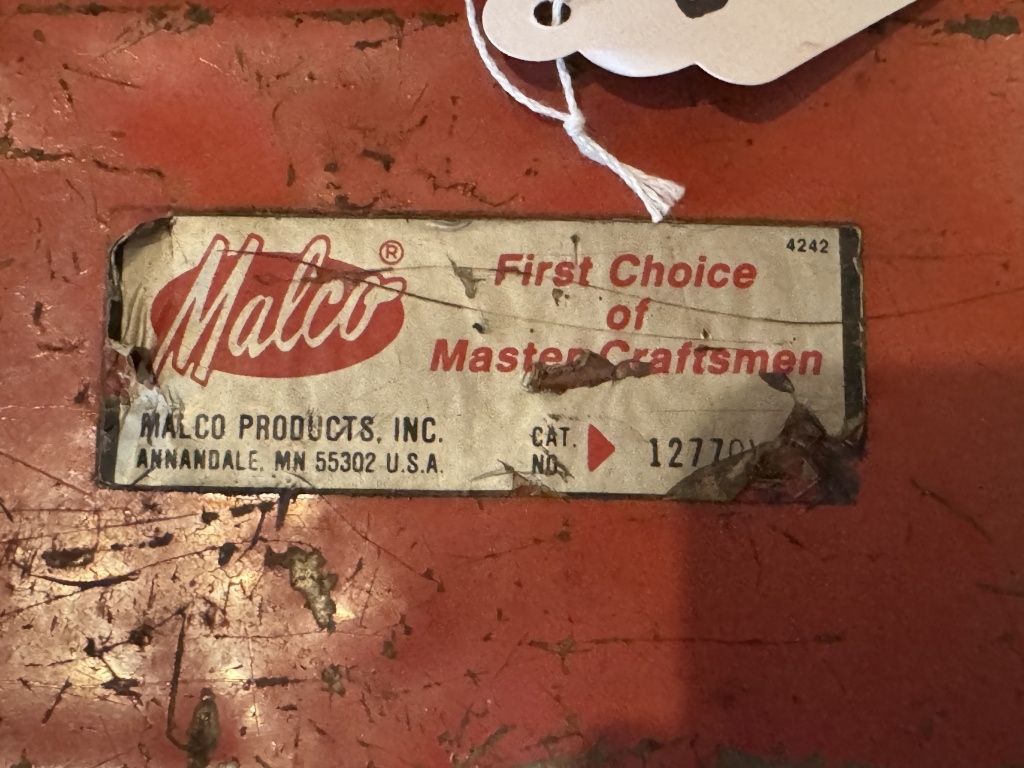 4242
Malco®
First Choice
of
Master Craftsmen
MALCO PRODUCTS, INC.
ANNANDALE, MN 55302 U.S.A.
CAT.
NO.